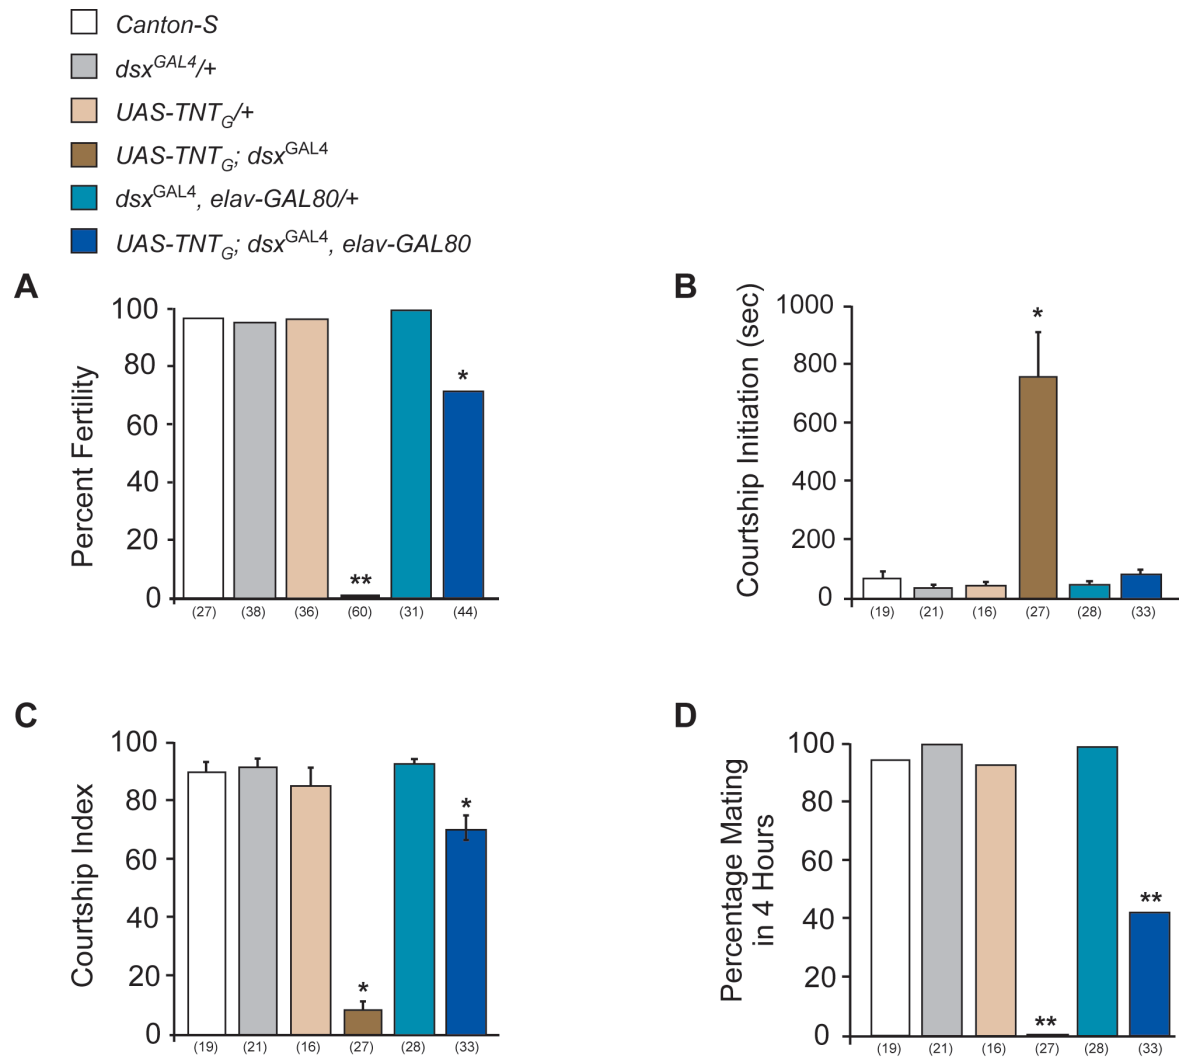 Canton-S
dsxGAL4/+
UAS-TNTG/+
UAS-TNTG; dsxGAL4
dsxGAL4, elav-GAL80/+
UAS-TNTG; dsxGAL4, elav-GAL80
A
Percent Fertility
100
80
60
40
20
0
**
*
(27) (38) (36) (60) (31) (44)
B
Courtship Initiation (sec)
1000
800
600
400
200
0
*
(19) (21) (16) (27) (28) (33)
C
Courtship Index
100
80
60
40
20
0
*
*
(19) (21) (16) (27) (28) (33)
D
Percentage Mating
in 4 Hours
100
80
60
40
20
0
**
**
(19) (21) (16) (27) (28) (33)